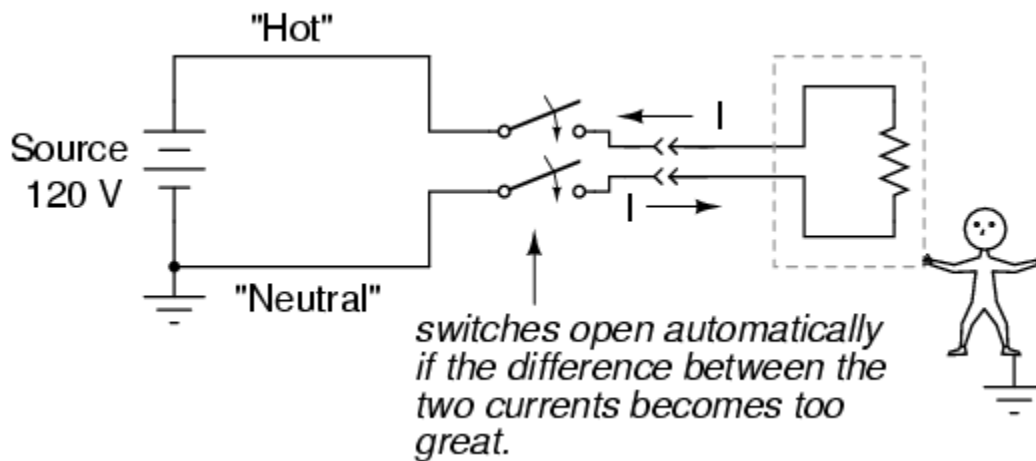 "Hot"
I
Source
120 V
I
"Neutral"
switches open automatically
if the difference between the
two currents becomes too
great.